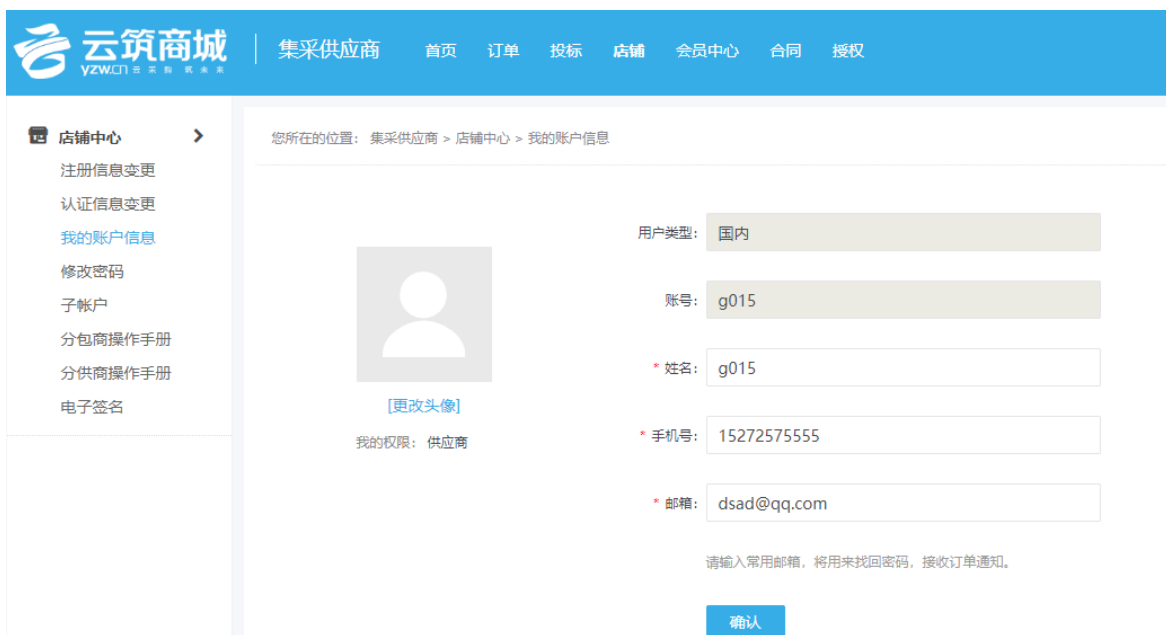 云筑商城
YZW.CN 云采购 筑未来
集采供应商 首页 订单 投标 店铺 会员中心 合同 授权
店铺中心
注册信息变更
认证信息变更
我的账户信息
修改密码
子帐户
分包商操作手册
分供商操作手册
电子签名
您所在的位置: 集采供应商 > 店铺中心 > 我的账户信息
[更改头像]
我的权限: 供应商
用户类型: 国内
账号: g015
* 姓名: g015
* 手机号: 15272575555
* 邮箱: dsad@qq.com
请输入常用邮箱, 将用来找回密码, 接收订单通知。
确认